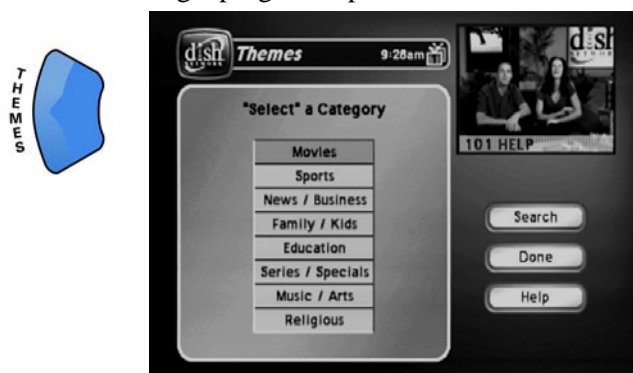 THEMES
dish
NETWORK
Themes
9:28am
"Select" a Category
Movies
Sports
News / Business
Family / Kids
Education
Series / Specials
Music / Arts
Religious
dish
101 HELP
Search
Done
Help